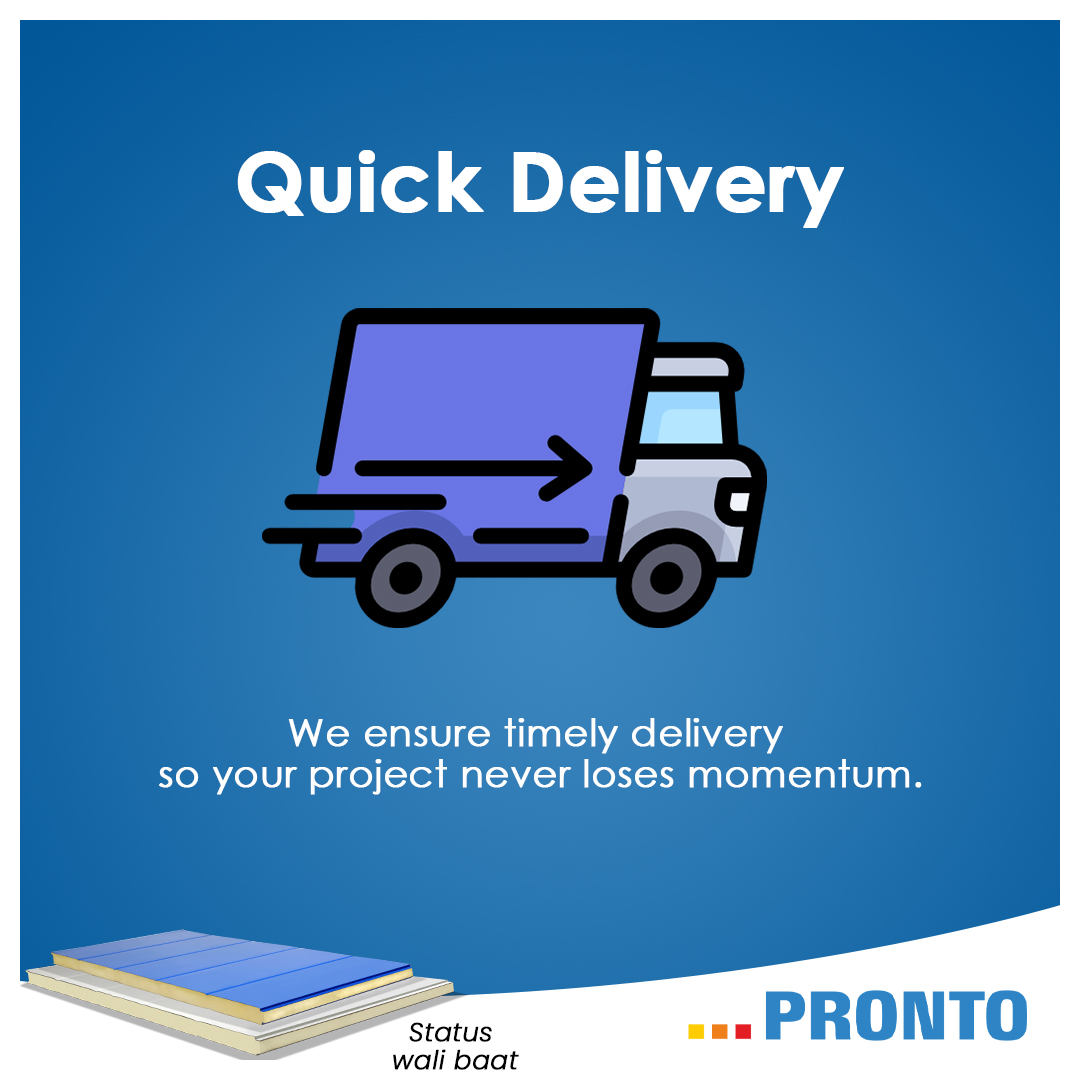 Quick Delivery
We ensure timely delivery
so your project never loses momentum.
Status
wali baat
PRONTO